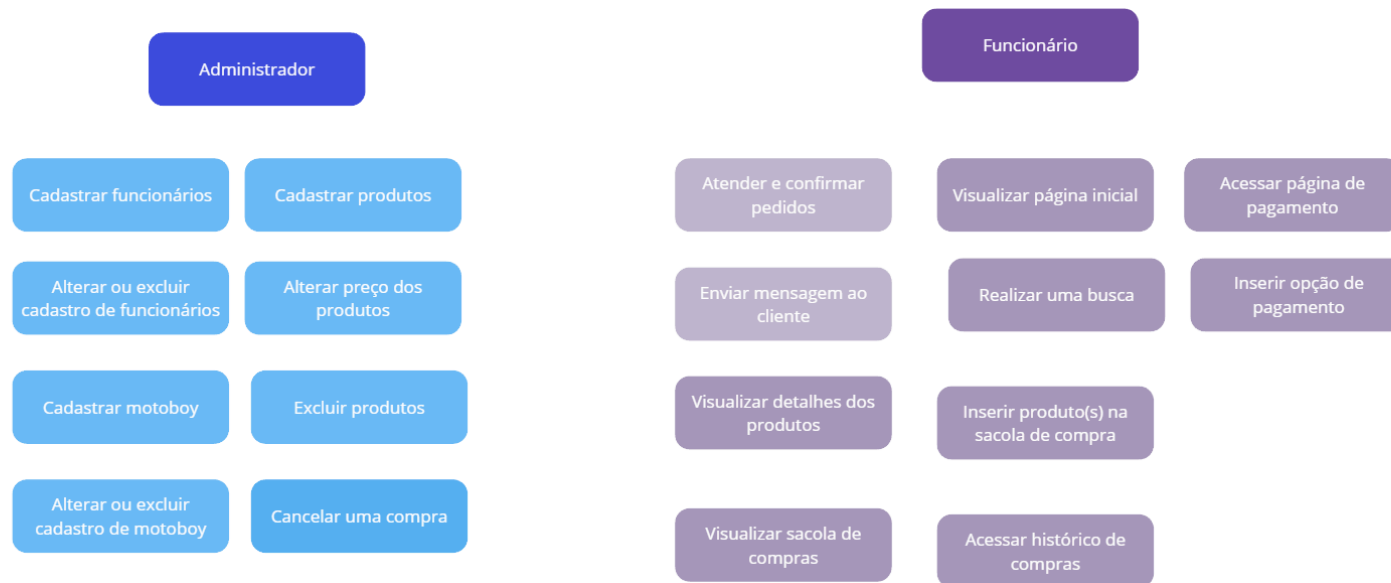 Administrador
Cadastrar funcionários
Cadastrar produtos
Alterar ou excluir
cadastro de funcionários
Alterar preço dos
produtos
Cadastrar motoboy
Excluir produtos
Alterar ou excluir
cadastro de motoboy
Cancelar uma compra
Funcionário
Atender e confirmar
pedidos
Visualizar página inicial
Acessar página de
pagamento
Enviar mensagem ao
cliente
Realizar uma busca
Inserir opção de
pagamento
Visualizar detalhes dos
produtos
Inserir produto(s) na
sacola de compra
Visualizar sacola de
compras
Acessar histórico de
compras